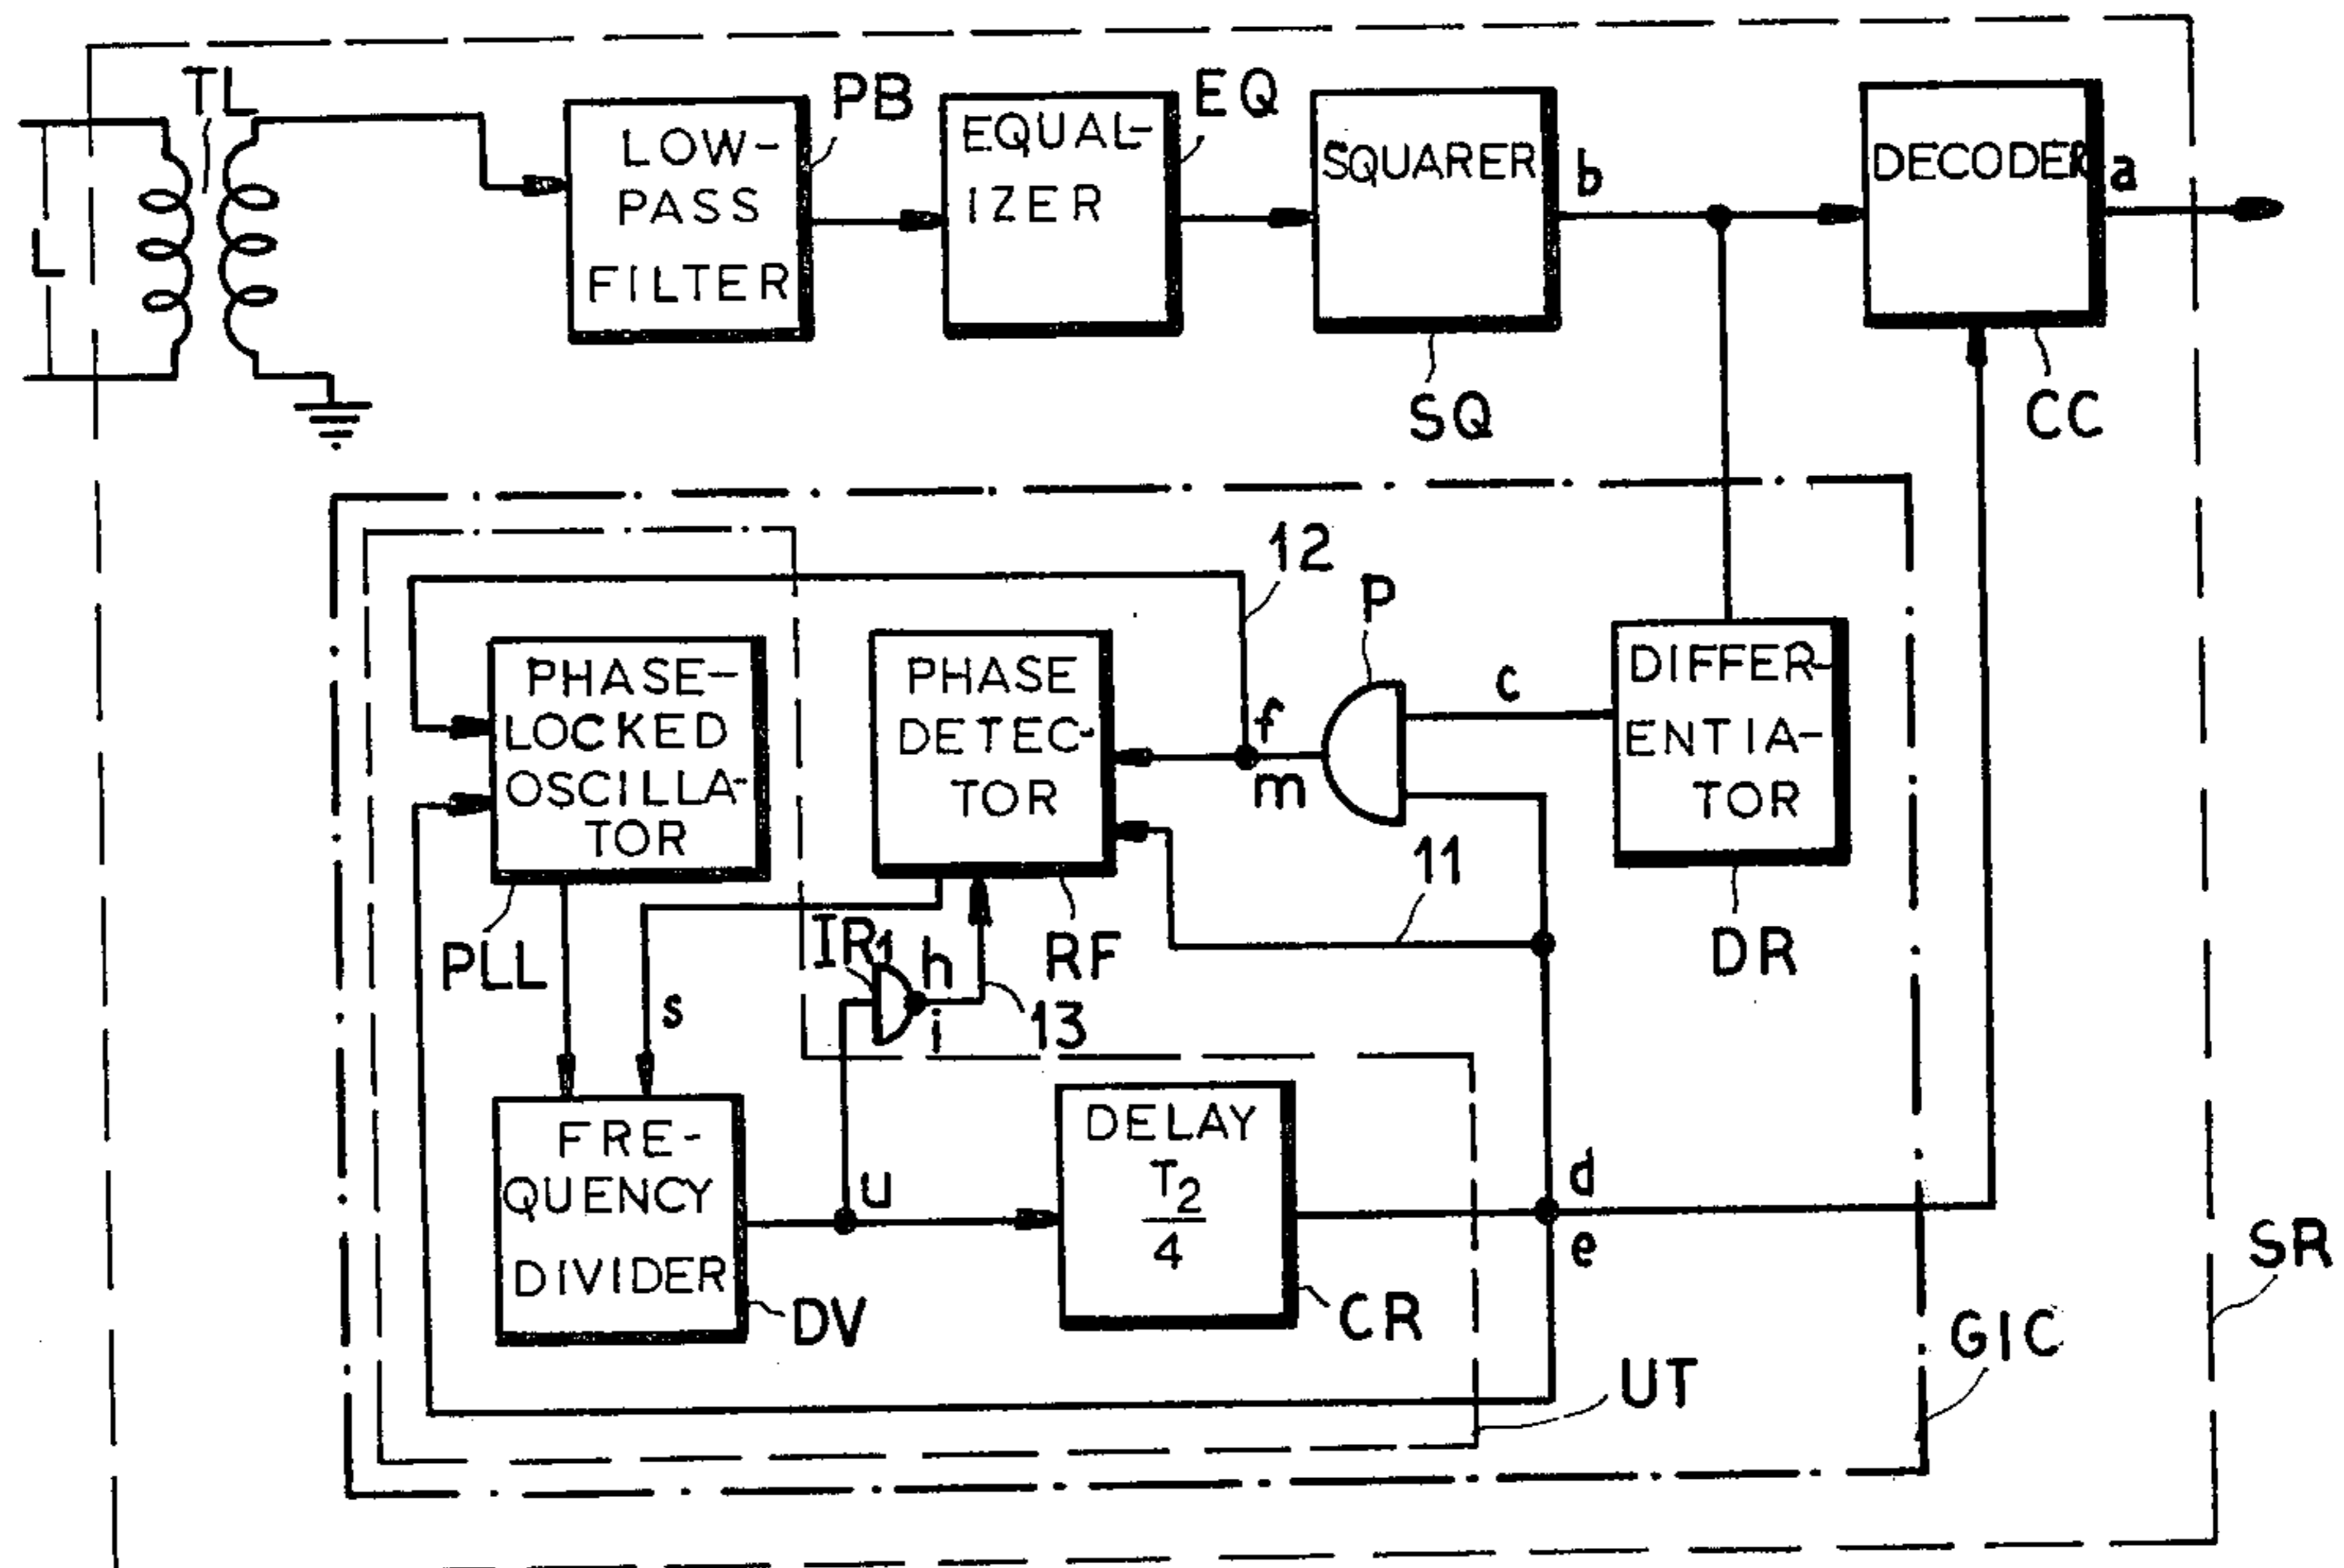 TL
L
LOW-
PASS
FILTER
PB
EQUAL-
IZER
EQ
SQUARER
SQ
b
DECODER
a
CC
12
P
PHASE-
LOCKED
OSCILLA-
TOR
PLL
PHASE
DETEC-
TOR
RF
f
m
c
DIFFER-
ENTIA-
TOR
DR
11
IR1
h
i
13
s
FRE-
QUENCY
DIVIDER
DV
u
DELAY
T2
4
CR
d
e
UT
GIC
SR